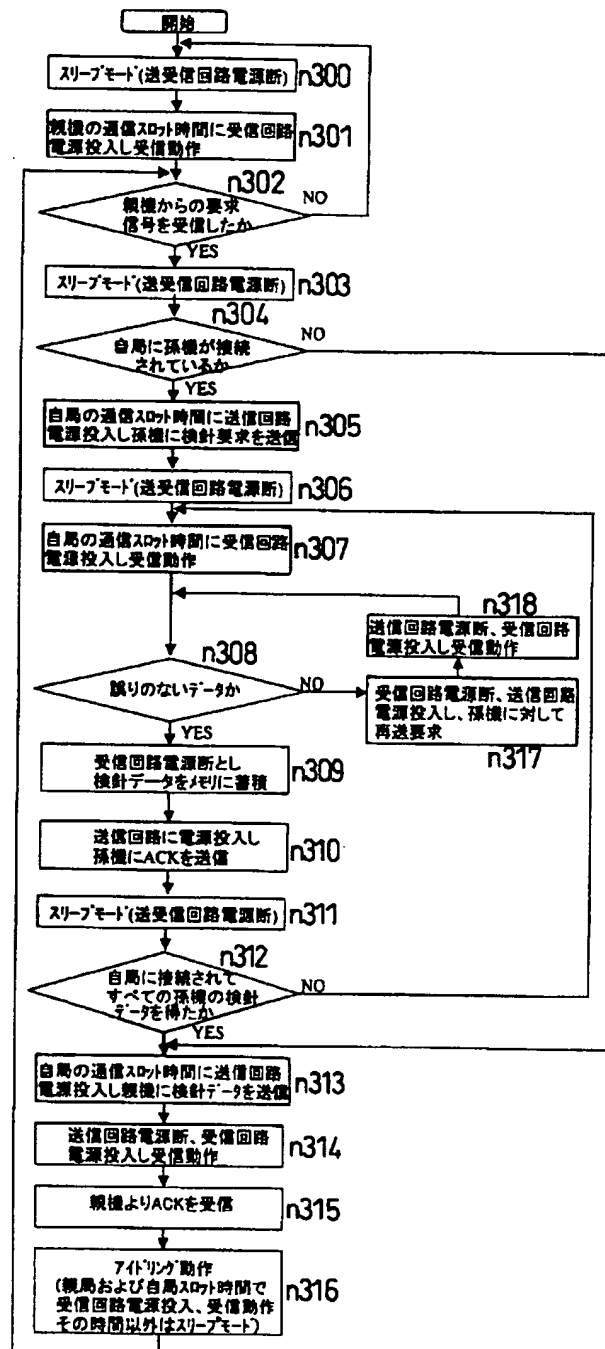 開始
スリープモード(送受信回路電源断)
n300
親機の通信スロット時間に受信回路
電源投入し受信動作
n301
n302
親機からの要求
信号を受信したか
NO
YES
スリープモード(送受信回路電源断)
n303
n304
自局に孫機が接続
されているか
NO
YES
自局の通信スロット時間に送信回路
電源投入し孫機に検針要求を送信
n305
スリープモード(送受信回路電源断)
n306
自局の通信スロット時間に受信回路
電源投入し受信動作
n307
n318
送信回路電源断、受信回路
電源投入し受信動作
n308
誤りのないデータか
NO
YES
受信回路電源断、送信回路
電源投入し、孫機に対して
再送要求
n317
受信回路電源断とし
検針データをメモリに蓄積
n309
送信回路に電源投入し
孫機にACKを送信
n310
スリープモード(送受信回路電源断)
n311
n312
自局に接続されて
すべての孫機の検針
データを得たか
NO
YES
自局の通信スロット時間に送信回路
電源投入し親機に検針データを送信
n313
送信回路電源断、受信回路
電源投入し受信動作
n314
親機よりACKを受信
n315
アイドリング動作
(親局および自局スロット時間で
受信回路電源投入、受信動作
その時間以外はスリープモード)
n316